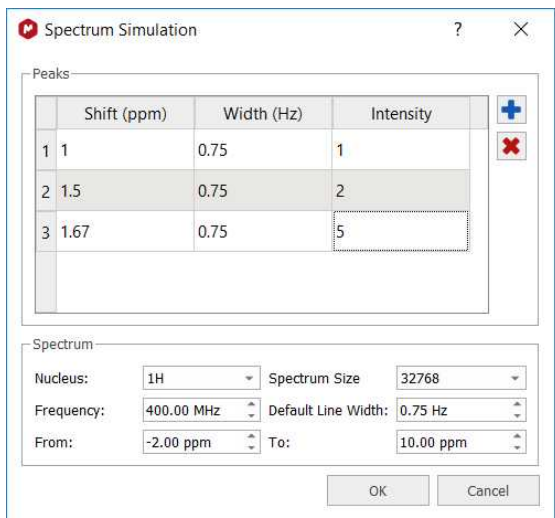 Spectrum Simulation ?
Peaks
Shift (ppm) Width (Hz) Intensity
1 1 0.75 1
2 1.5 0.75 2
3 1.67 0.75 5
Spectrum
Nucleus: 1H Spectrum Size 32768
Frequency: 400.00 MHz Default Line Width: 0.75 Hz
From: -2.00 ppm To: 10.00 ppm
OK Cancel